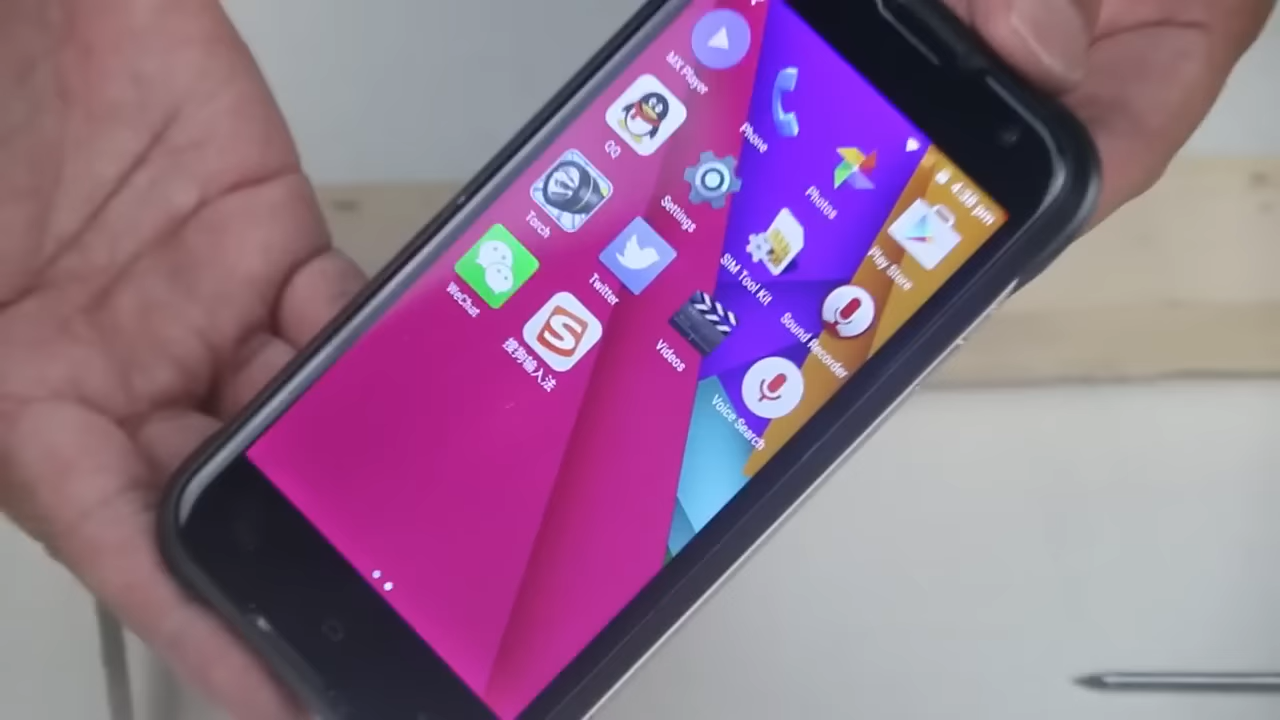 4:38 pm
MX Player
Phone
Photos
Play Store
QQ
Settings
SIM Tool Kit
Sound Recorder
Torch
Twitter
Videos
Voice Search
WeChat
搜狗输入法